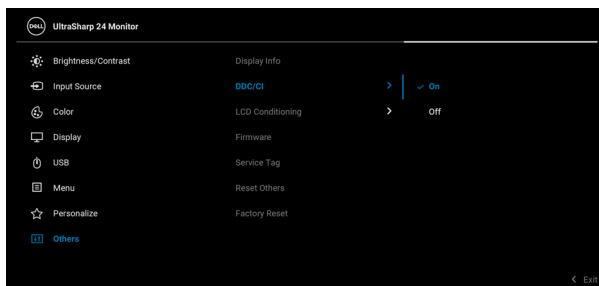 DELL UltraSharp 24 Monitor
Brightness/Contrast
Input Source
Color
Display
USB
Menu
Personalize
Others
Display Info
DDC/CI
LCD Conditioning
Firmware
Service Tag
Reset Others
Factory Reset
On
Off
Exit